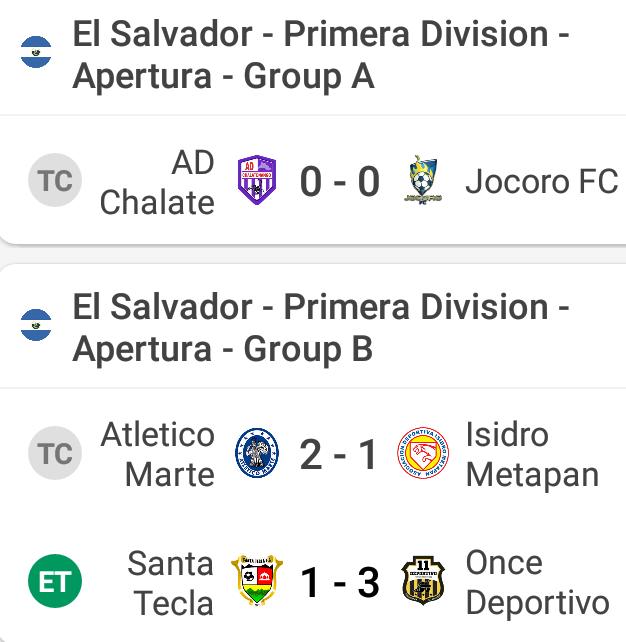 El Salvador - Primera Division -
Apertura - Group A
TC
AD
Chalate
0 - 0
Jocoro FC
El Salvador - Primera Division -
Apertura - Group B
TC
Atletico
Marte
2 - 1
Isidro
Metapan
ET
Santa
Tecla
1 - 3
Once
Deportivo